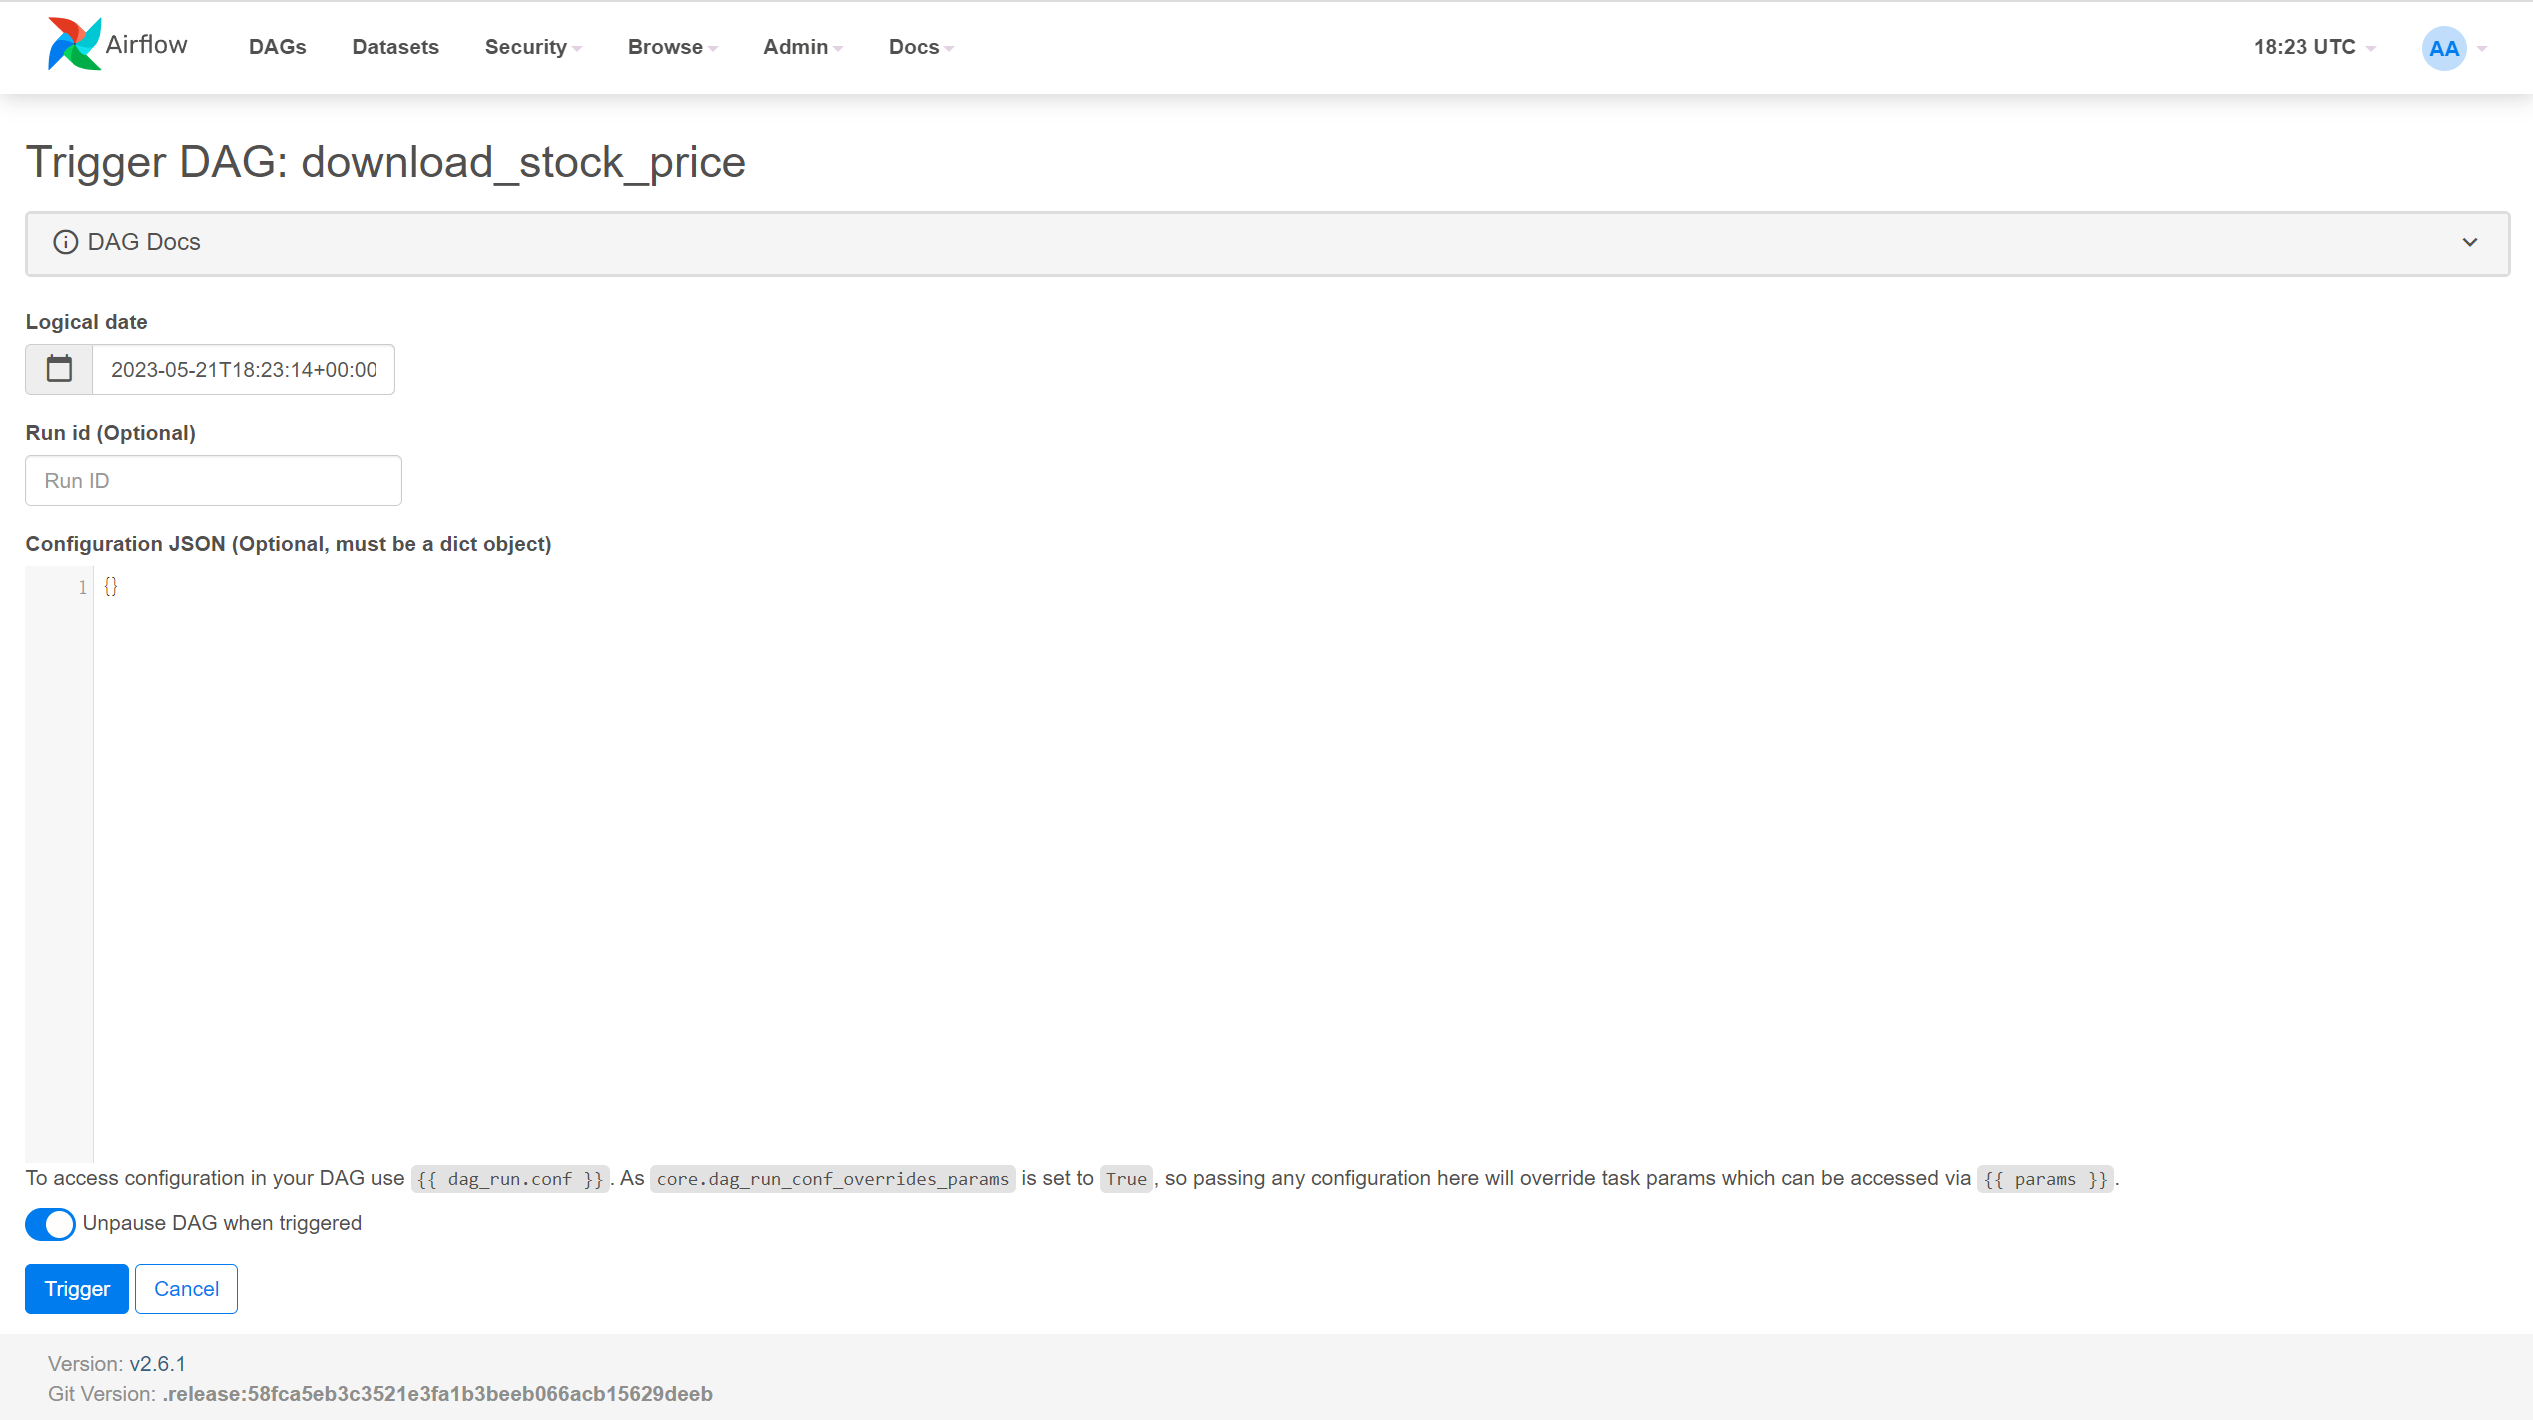 Airflow DAGs Datasets Security Browse Admin Docs 18:23 UTC AA
Trigger DAG: download_stock_price
DAG Docs
Logical date
2023-05-21T18:23:14+00:00
Run id (Optional)
Run ID
Configuration JSON (Optional, must be a dict object)
1 {}
To access configuration in your DAG use {{ dag_run.conf }}. As core.dag_run_conf_overrides_params is set to True, so passing any configuration here will override task params which can be accessed via {{ params }}.
Unpause DAG when triggered
Trigger Cancel
Version: v2.6.1
Git Version: .release:58fca5eb3c3521e3fa1b3beeb066acb15629deeb